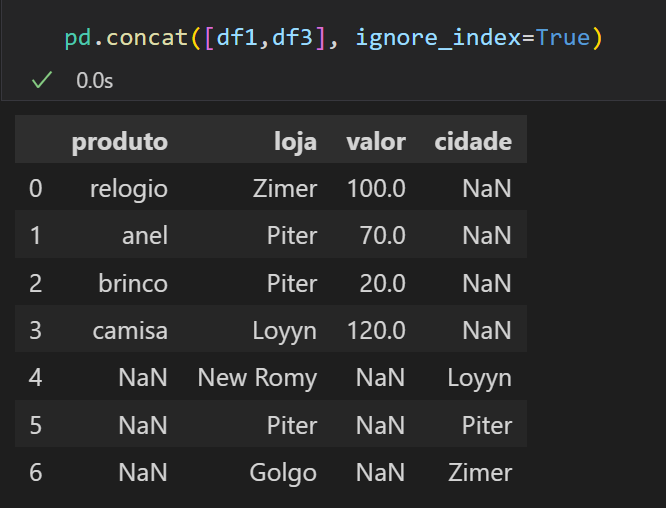 pd.concat([df1,df3], ignore_index=True)
0.0s
produto loja valor cidade
0 relogio Zimer 100.0 NaN
1 anel Piter 70.0 NaN
2 brinco Piter 20.0 NaN
3 camisa Loyyn 120.0 NaN
4 NaN New Romy NaN Loyyn
5 NaN Piter NaN Piter
6 NaN Golgo NaN Zimer